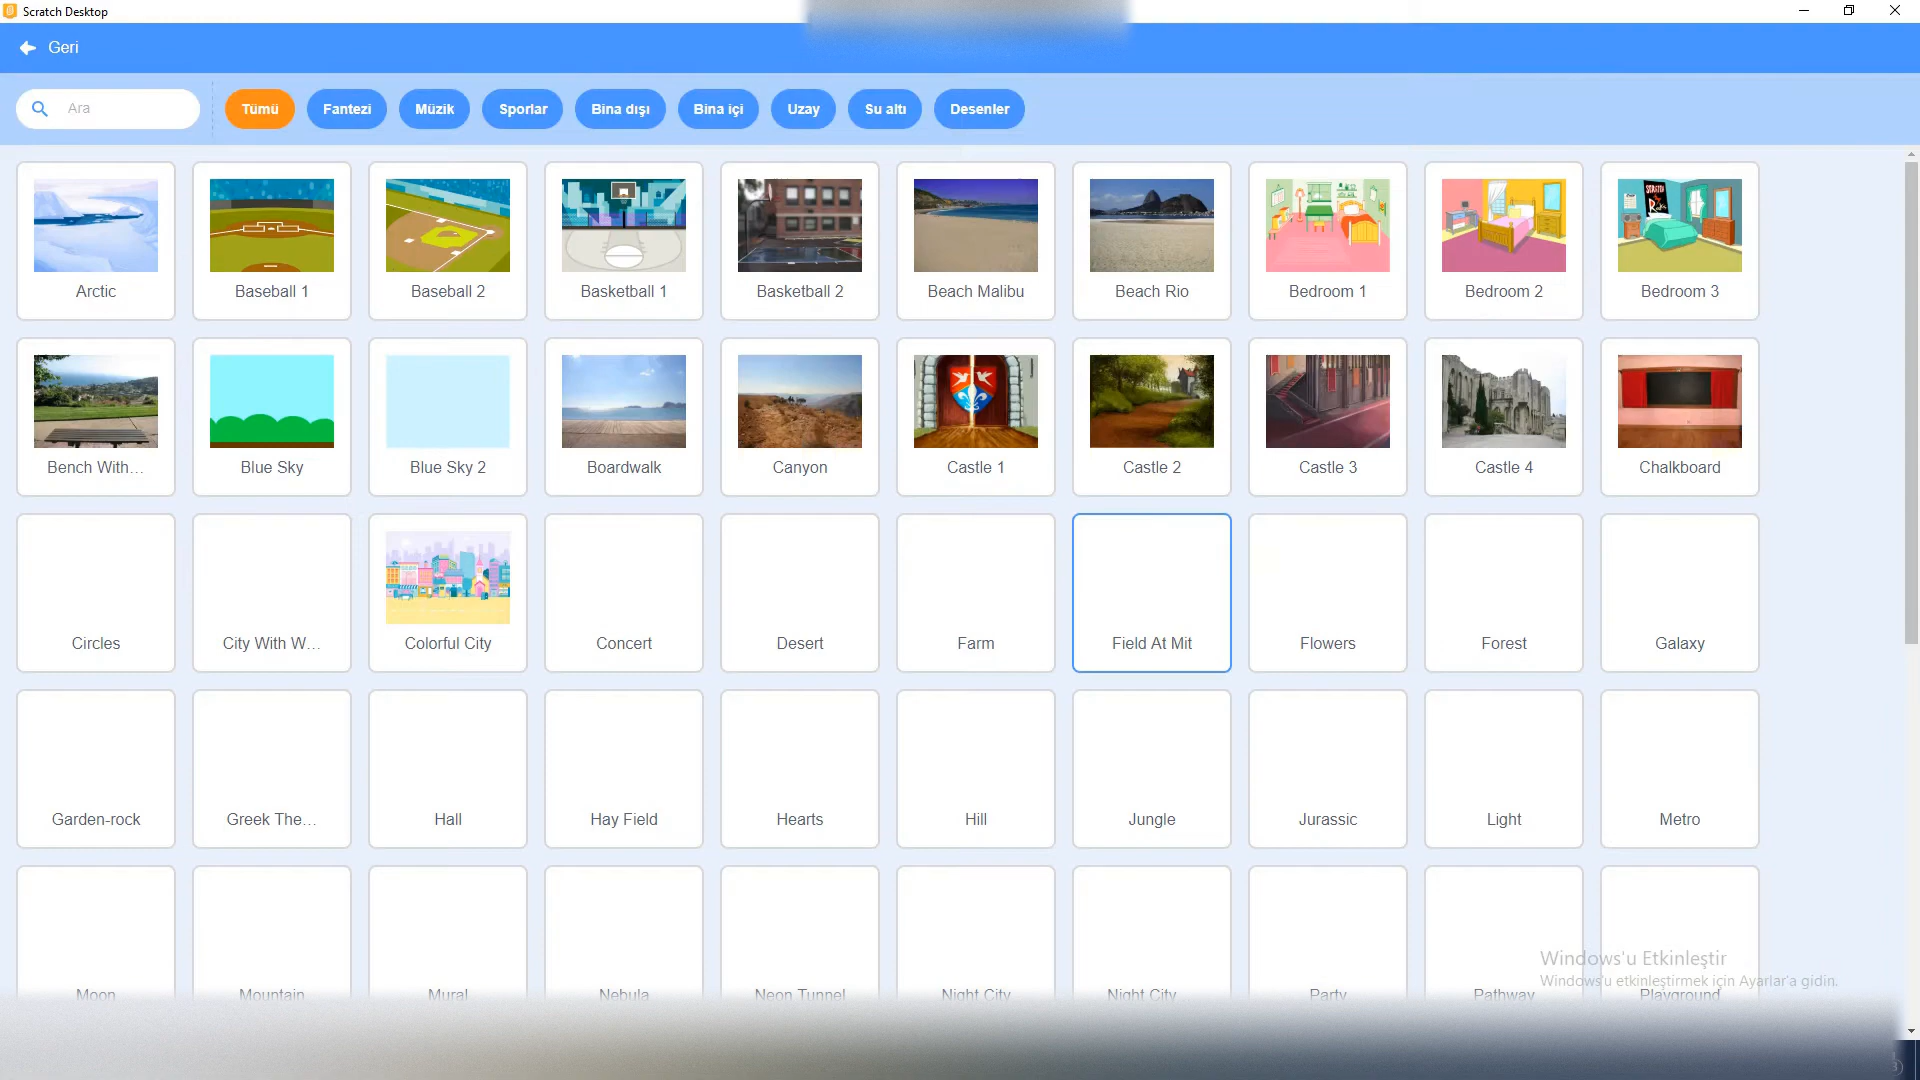 Scratch Desktop
Geri
Ara
Tümü
Fantezi
Müzik
Sporlar
Bina dışı
Bina içi
Uzay
Su altı
Desenler
Arctic
Baseball 1
Baseball 2
Basketball 1
Basketball 2
Beach Malibu
Beach Rio
Bedroom 1
Bedroom 2
Bedroom 3
Bench With...
Blue Sky
Blue Sky 2
Boardwalk
Canyon
Castle 1
Castle 2
Castle 3
Castle 4
Chalkboard
Circles
City With W...
Colorful City
Concert
Desert
Farm
Field At Mit
Flowers
Forest
Galaxy
Garden-rock
Greek The...
Hall
Hay Field
Hearts
Hill
Jungle
Jurassic
Light
Metro
Moon
Mountain
Mural
Nebula
Neon Tunnel
Night City
Night City
Party
Pathway
Playground
Windows'u Etkinleştir
Windows'u etkinleştirmek için Ayarlar'a gidin.